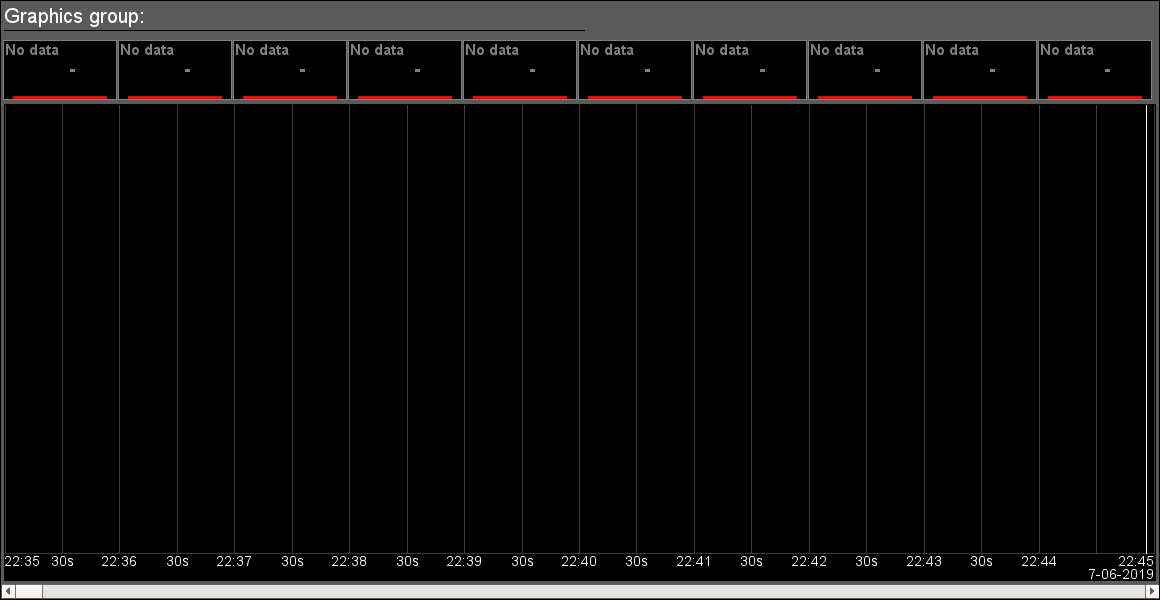 Graphics group:
No data No data No data No data No data No data No data No data No data No data
- - - - - - - - - -
22:35 30s 22:36 30s 22:37 30s 22:38 30s 22:39 30s 22:40 30s 22:41 30s 22:42 30s 22:43 30s 22:44 22:45
7-06-2019